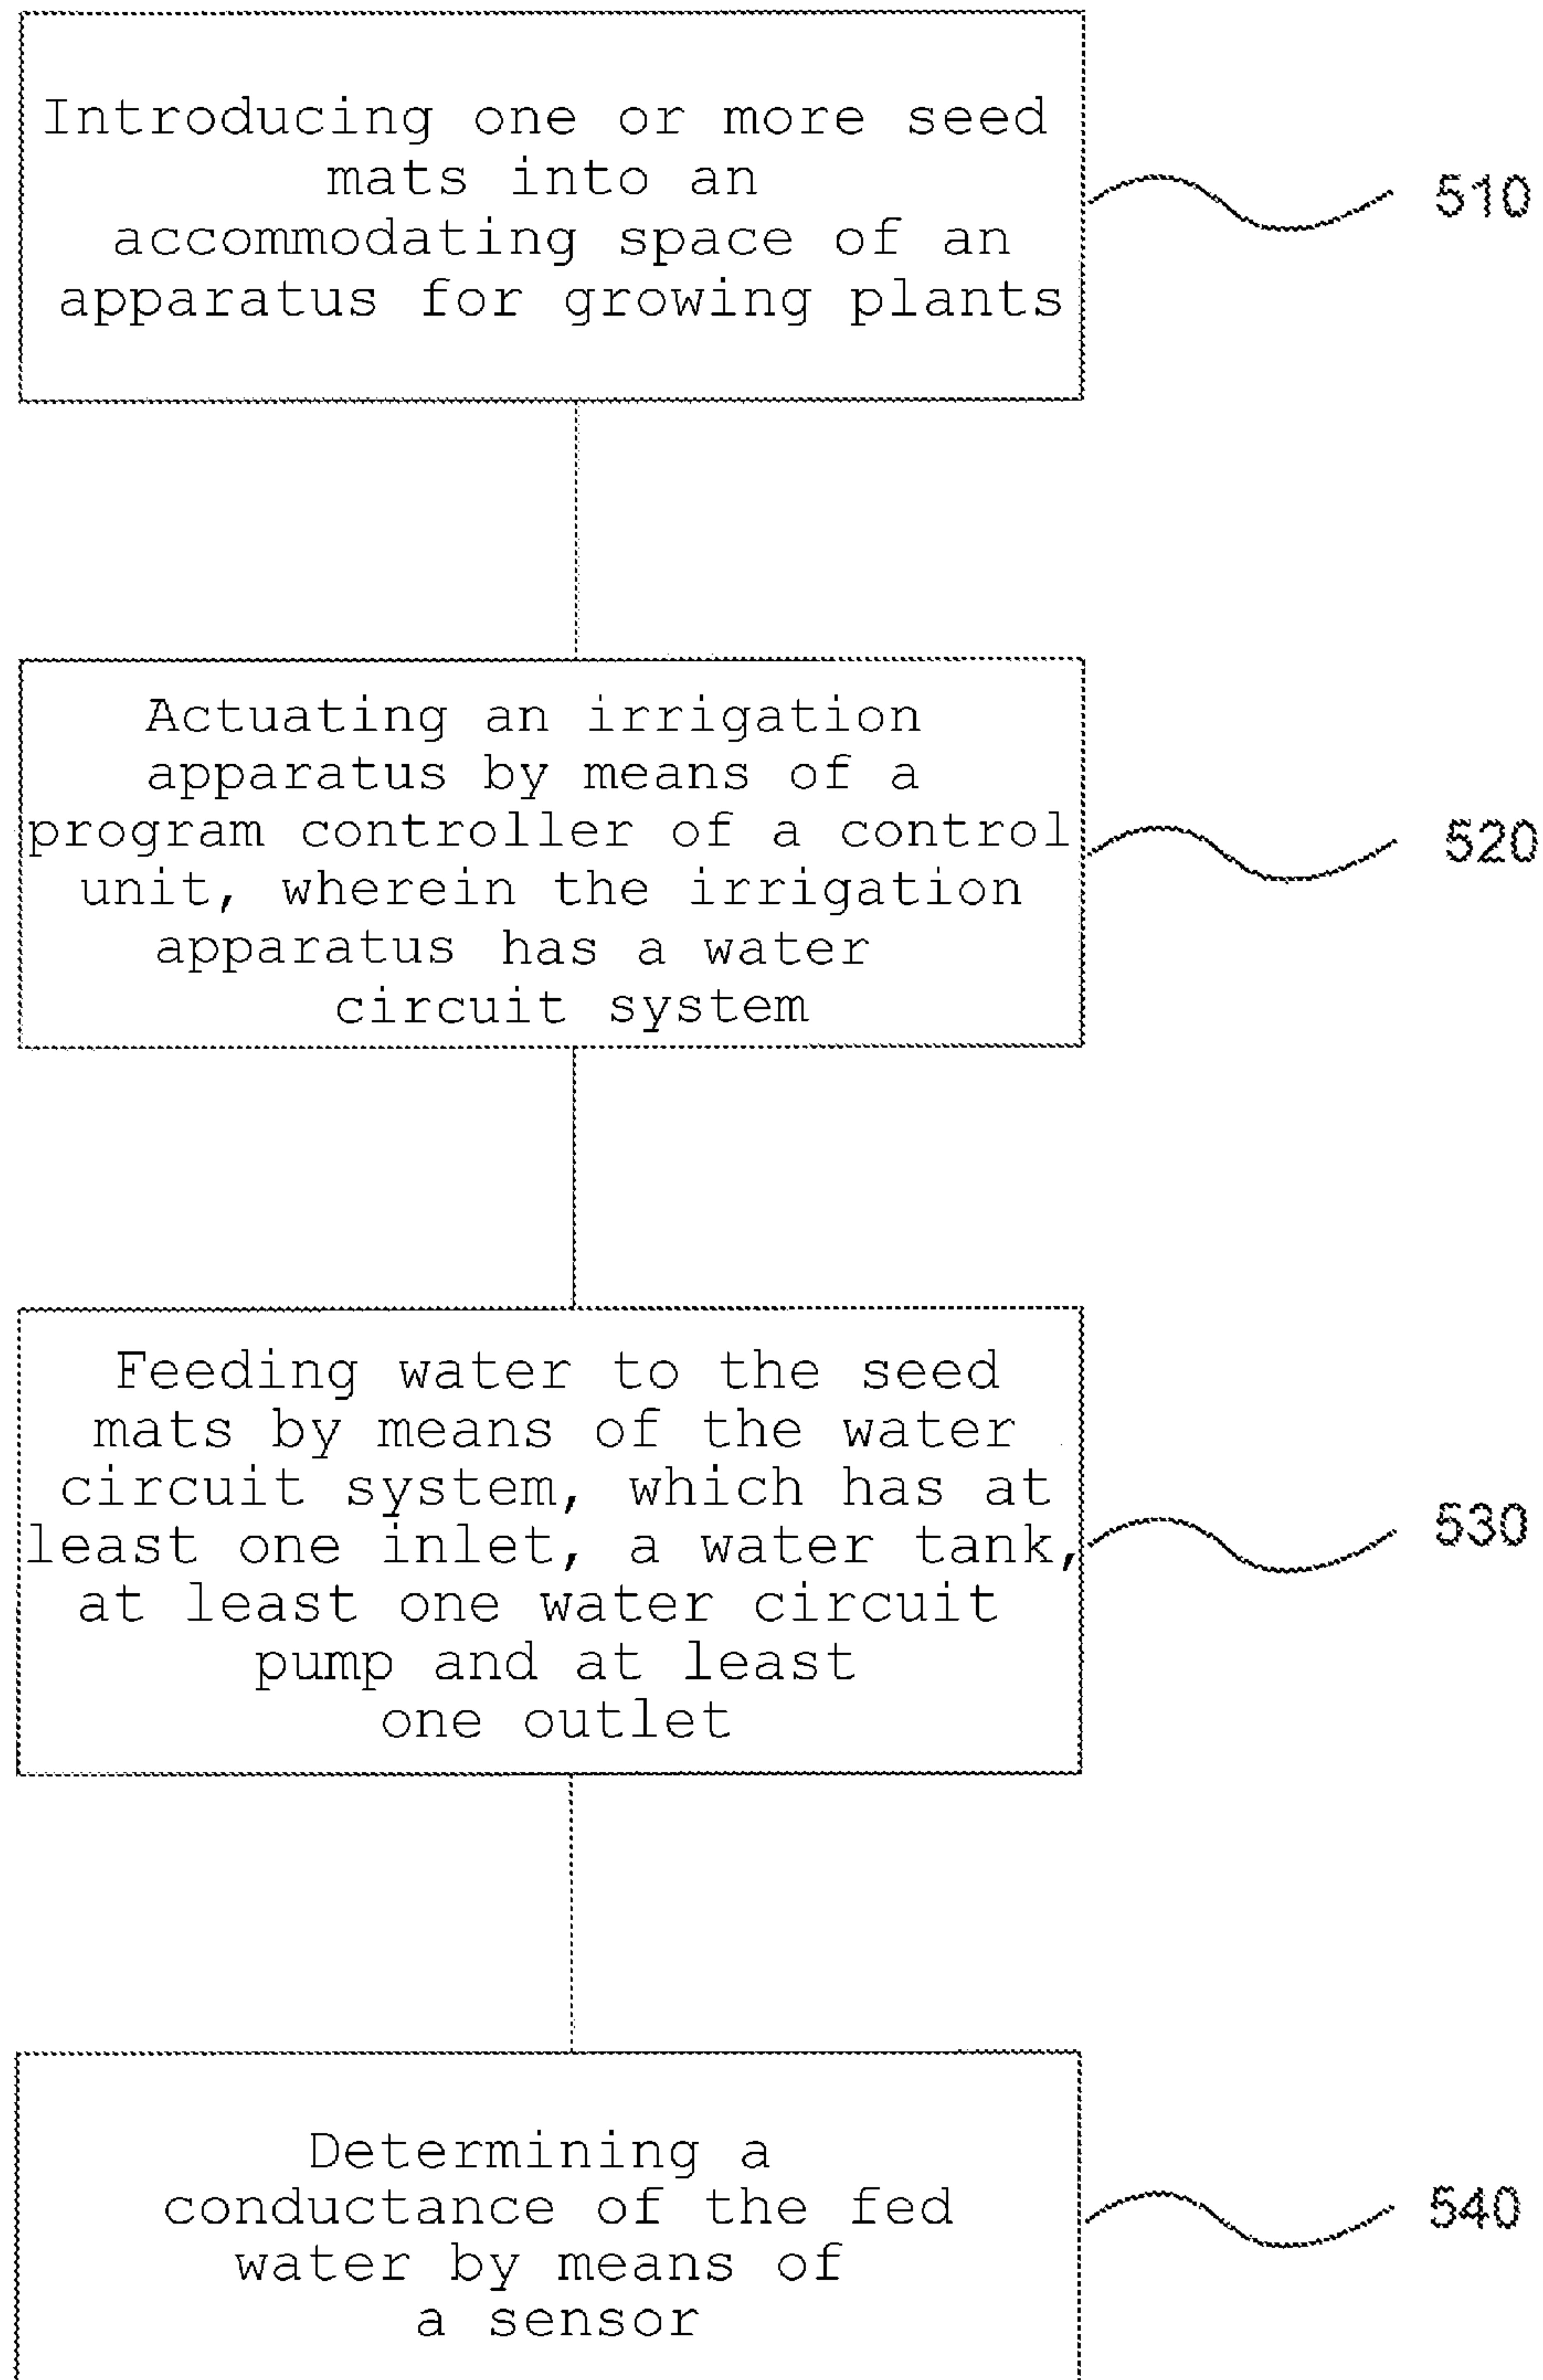 Introducing one or more seed
mats into an
accommodating space of an
apparatus for growing plants
510
Actuating an irrigation
apparatus by means of a
program controller of a control
unit, wherein the irrigation
apparatus has a water
circuit system
520
Feeding water to the seed
mats by means of the water
circuit system, which has at
least one inlet, a water tank,
at least one water circuit
pump and at least
one outlet
530
Determining a
conductance of the fed
water by means of
a sensor
540